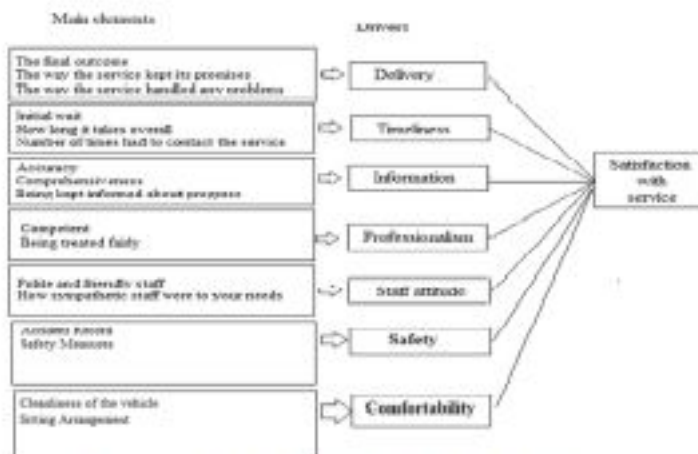 Main elements
Drivers
The final outcome
The way the service kept its promises
The way the service handled any problems
Delivery
Initial wait
How long it takes overall
Number of times had to contact the service
Timeliness
Accuracy
Comprehensiveness
Being kept informed about progress
Information
Satisfaction
with
service
Competent
Being treated fairly
Professionalism
Polite and friendly staff
How sympathetic staff were to your needs
Staff attitude
Record
Safety Measures
Safety
Cleanliness of the vehicle
Sitting Arrangement
Comfortability